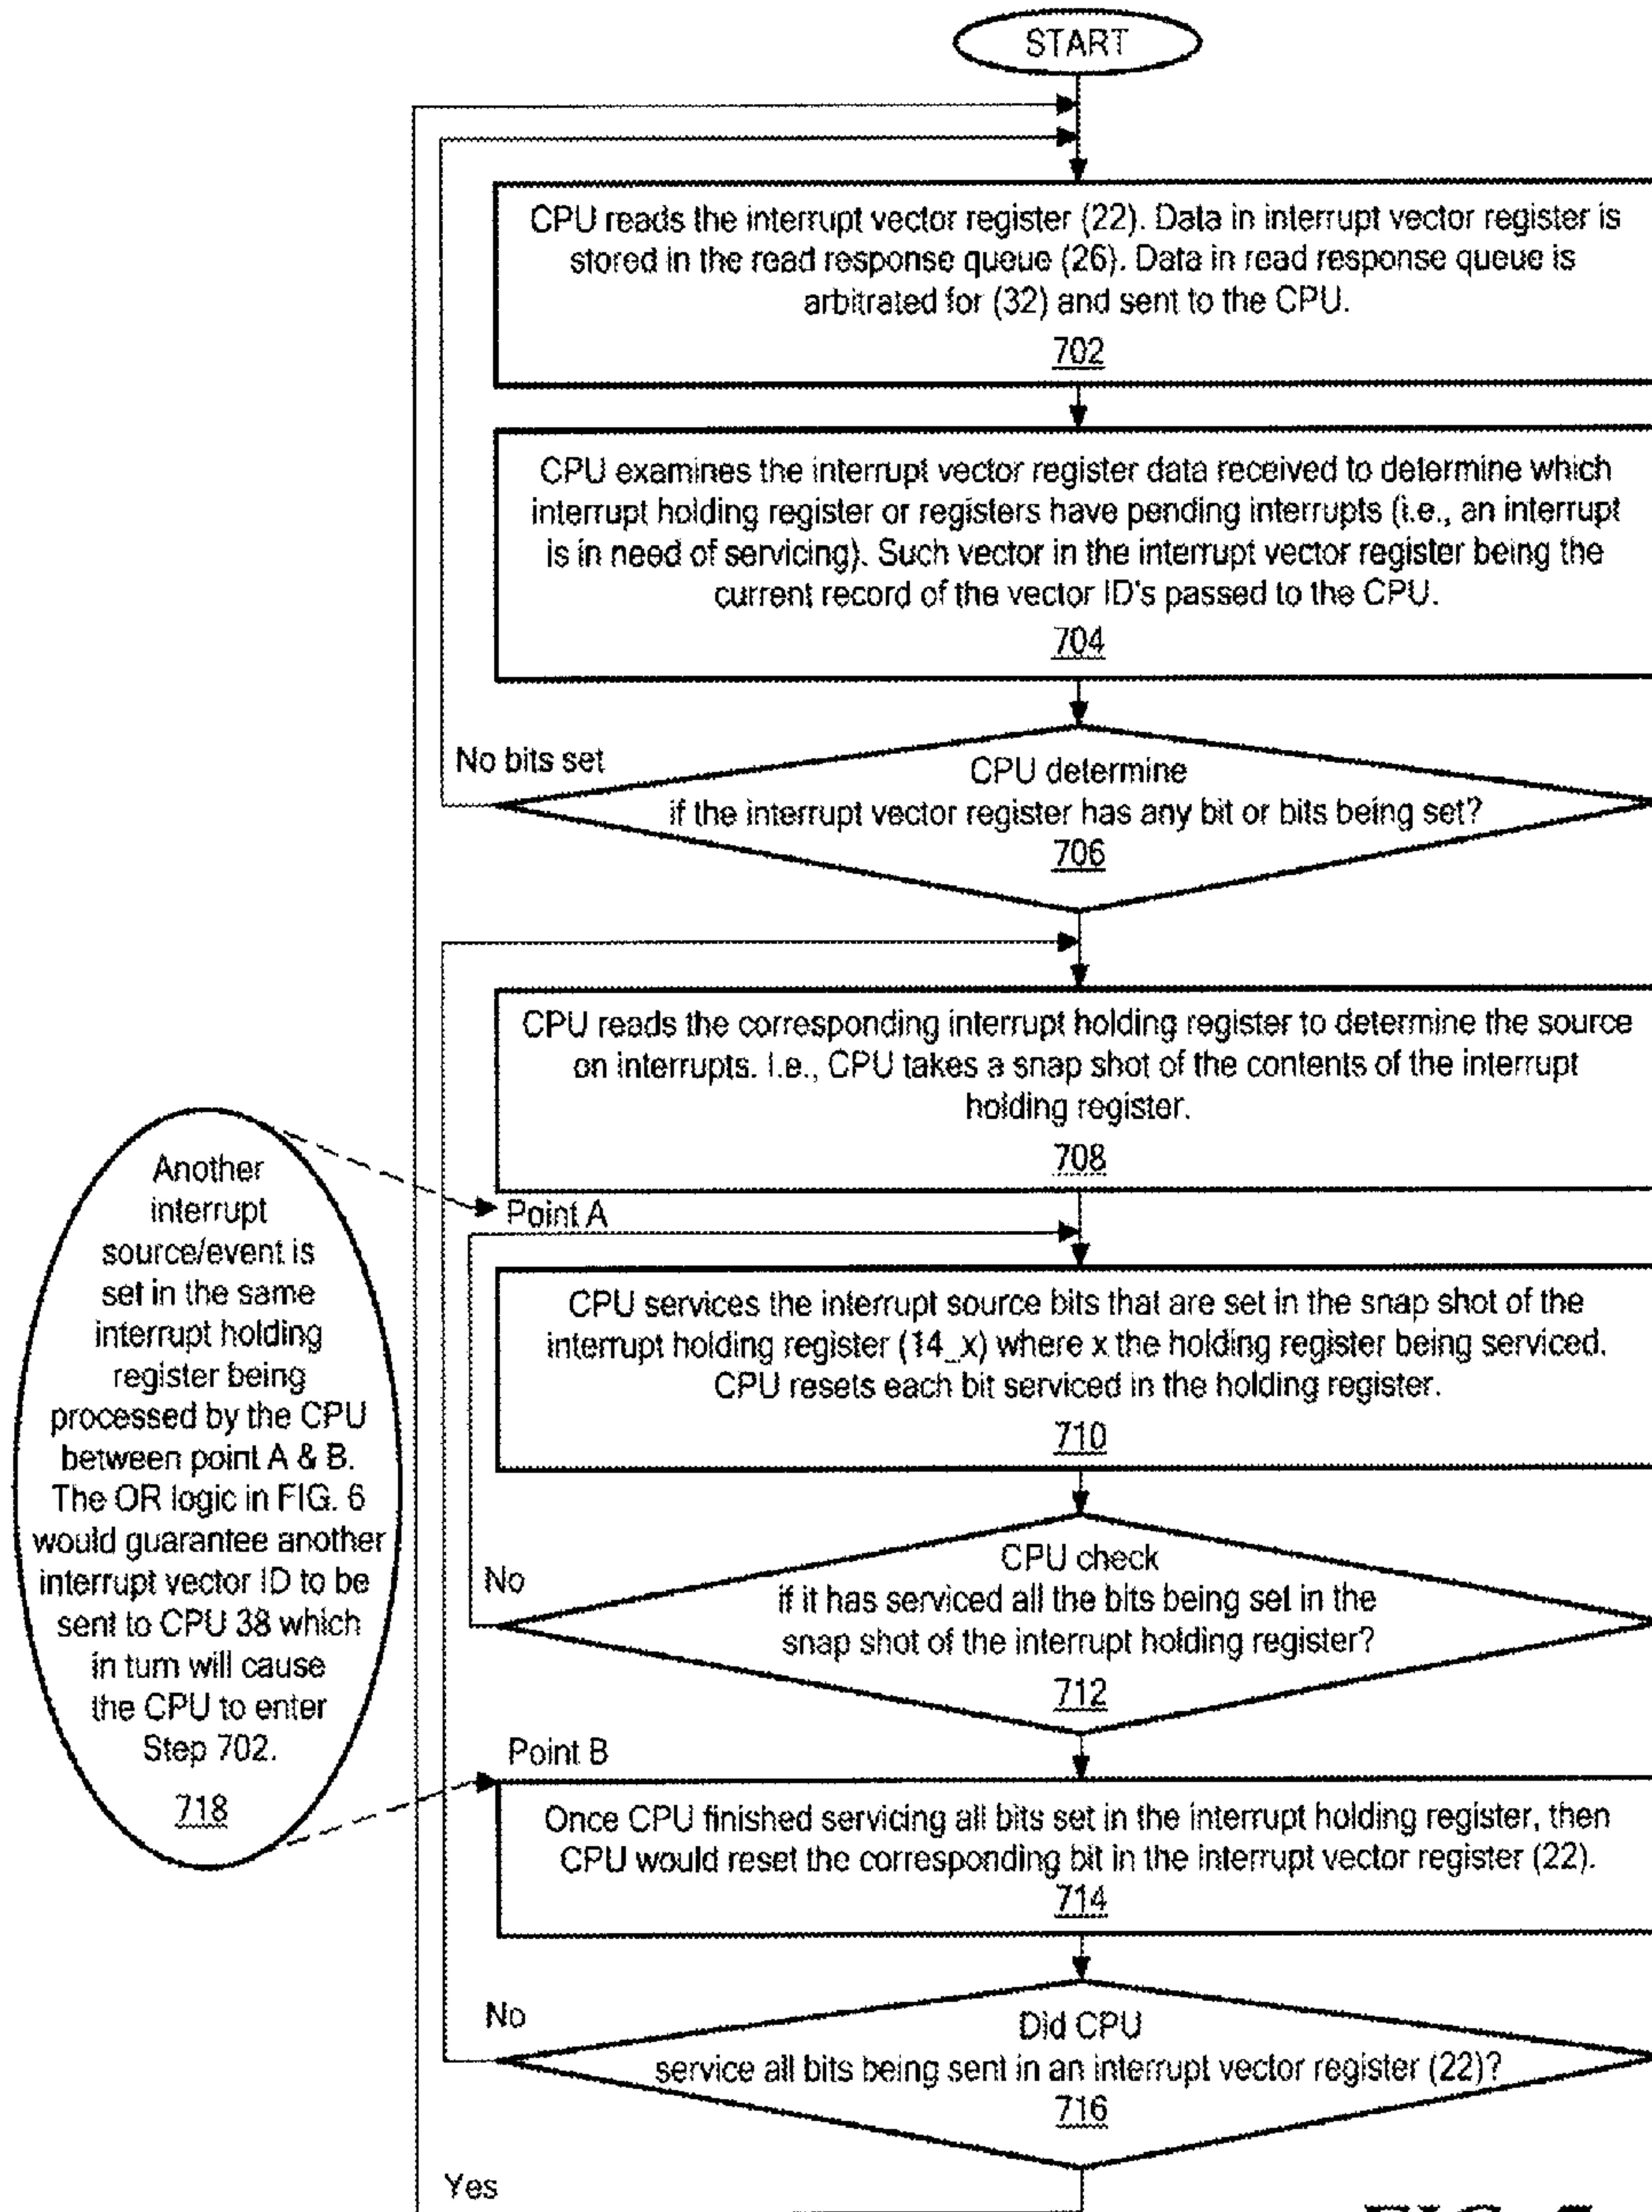 START
CPU reads the interrupt vector register (22). Data in interrupt vector register is
stored in the read response queue (26). Data in read response queue is
arbitrated for (32) and sent to the CPU.
702
CPU examines the interrupt vector register data received to determine which
interrupt holding register or registers have pending interrupts (i.e., an interrupt
is in need of servicing). Such vector in the interrupt vector register being the
current record of the vector ID's passed to the CPU.
704
No bits set
CPU determine
if the interrupt vector register has any bit or bits being set?
706
CPU reads the corresponding interrupt holding register to determine the source
on interrupts. I.e., CPU takes a snap shot of the contents of the interrupt
holding register.
708
Point A
Another
interrupt
source/event is
set in the same
interrupt holding
register being
processed by the CPU
between point A & B.
The OR logic in FIG. 6
would guarantee another
interrupt vector ID to be
sent to CPU 38 which
in turn will cause
the CPU to enter
Step 702.
718
CPU services the interrupt source bits that are set in the snap shot of the
interrupt holding register (14_x) where x the holding register being serviced.
CPU resets each bit serviced in the holding register.
710
No
CPU check
if it has serviced all the bits being set in the
snap shot of the interrupt holding register?
712
Point B
Once CPU finished servicing all bits set in the interrupt holding register, then
CPU would reset the corresponding bit in the interrupt vector register (22).
714
No
Did CPU
service all bits being sent in an interrupt vector register (22)?
716
Yes